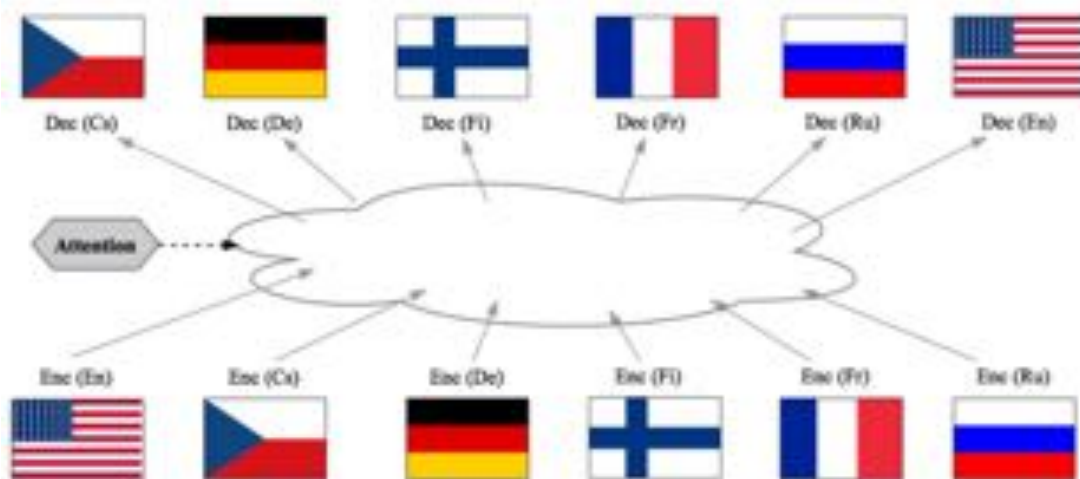 Dec (Cs) Dec (De) Dec (Fi) Dec (Fr) Dec (Ru) Dec (En)
Attention
Enc (En) Enc (Cs) Enc (De) Enc (Fi) Enc (Fr) Enc (Ru)